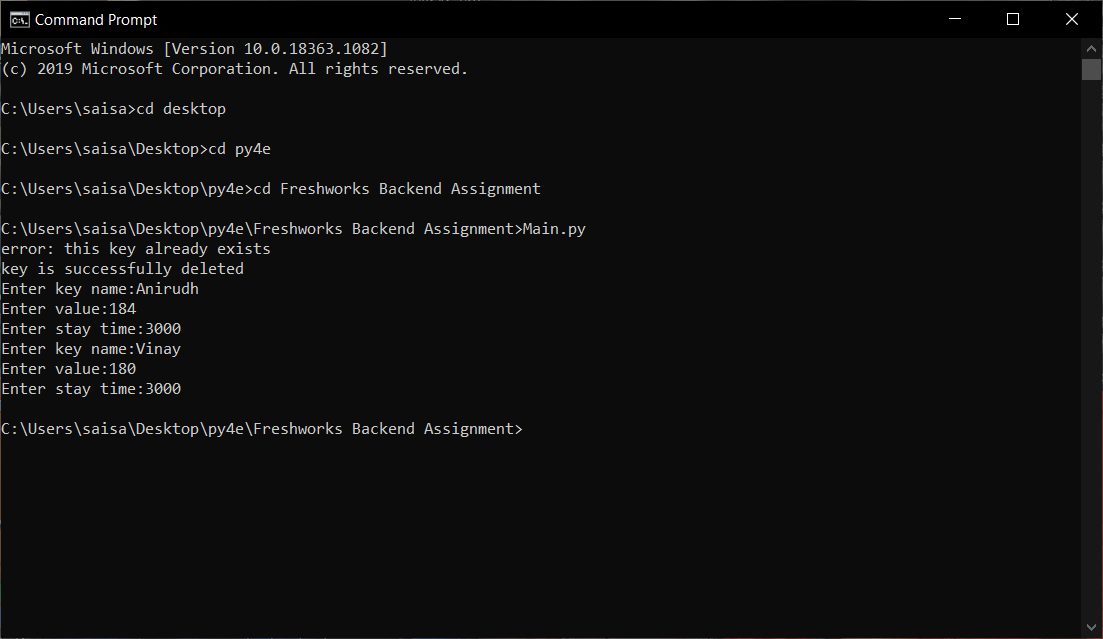 Command Prompt
Microsoft Windows [Version 10.0.18363.1082]
(c) 2019 Microsoft Corporation. All rights reserved.
C:\Users\saisa>cd desktop
C:\Users\saisa\Desktop>cd py4e
C:\Users\saisa\Desktop\py4e>cd Freshworks Backend Assignment
C:\Users\saisa\Desktop\py4e\Freshworks Backend Assignment>Main.py
error: this key already exists
key is successfully deleted
Enter key name:Anirudh
Enter value:184
Enter stay time:3000
Enter key name:Vinay
Enter value:180
Enter stay time:3000
C:\Users\saisa\Desktop\py4e\Freshworks Backend Assignment>